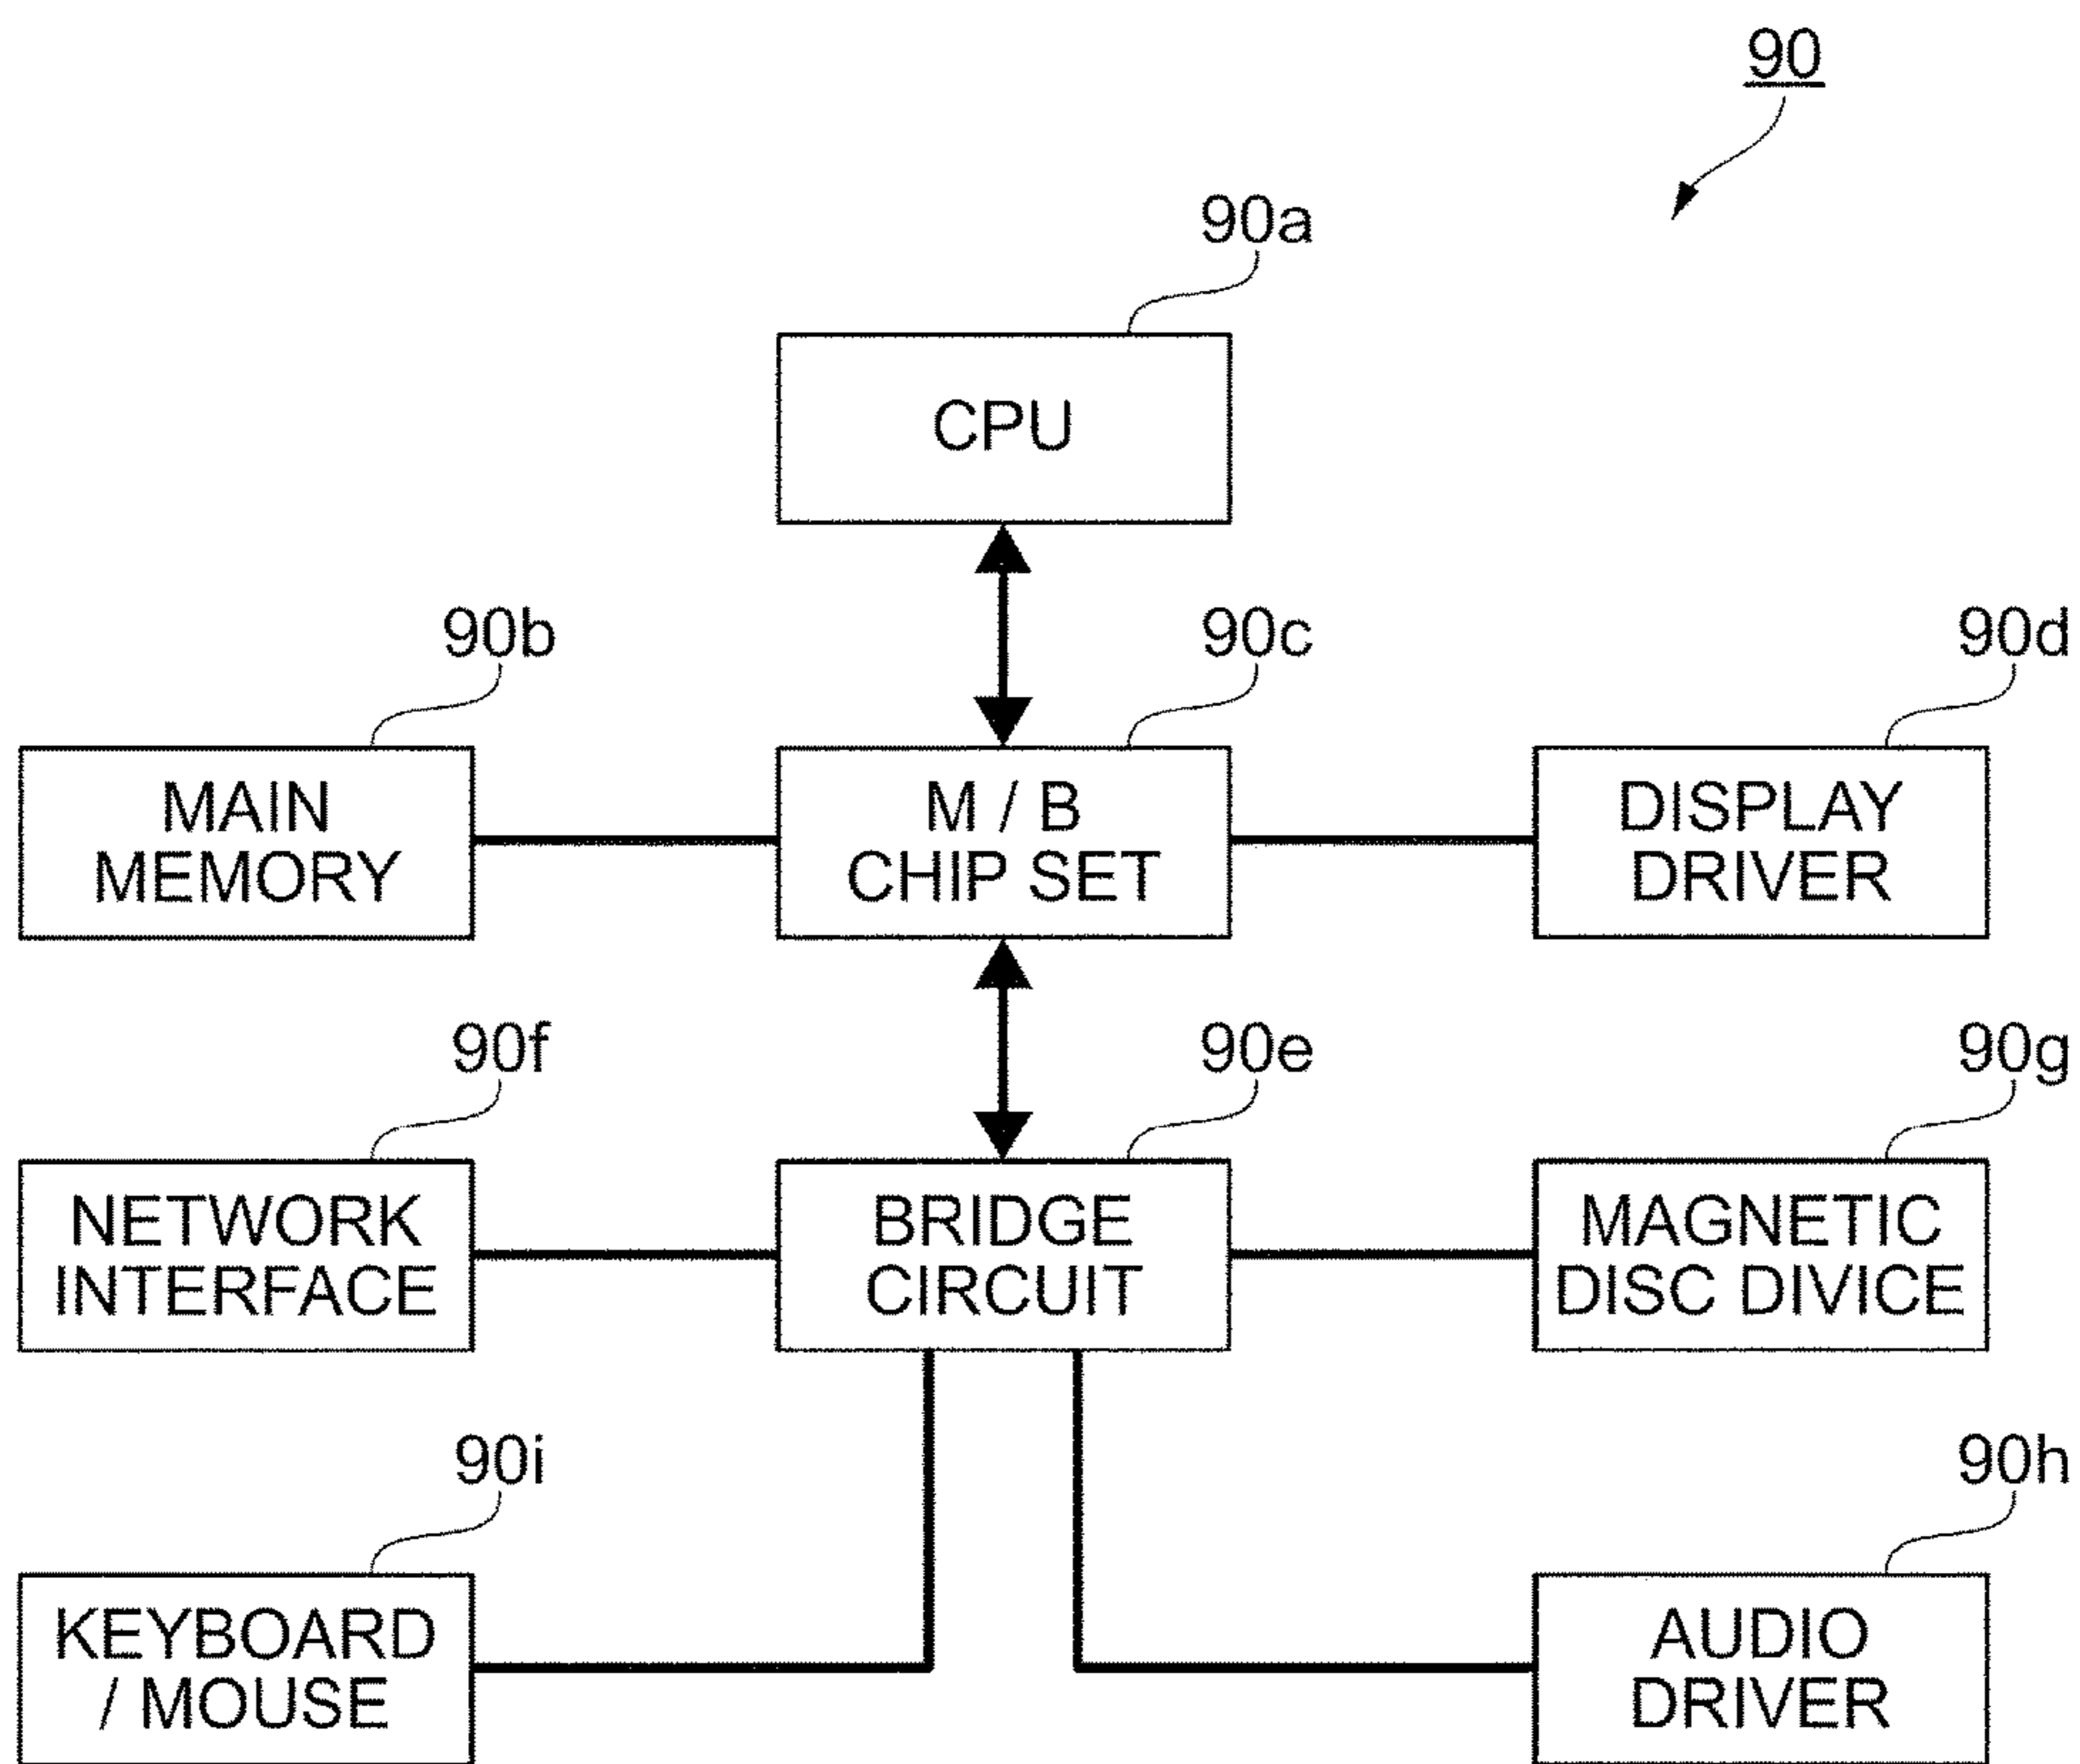 90
90a
CPU
90b
90c
90d
MAIN
MEMORY
M / B
CHIP SET
DISPLAY
DRIVER
90f
90e
90g
NETWORK
INTERFACE
BRIDGE
CIRCUIT
MAGNETIC
DISC DIVICE
90i
90h
KEYBOARD
/ MOUSE
AUDIO
DRIVER